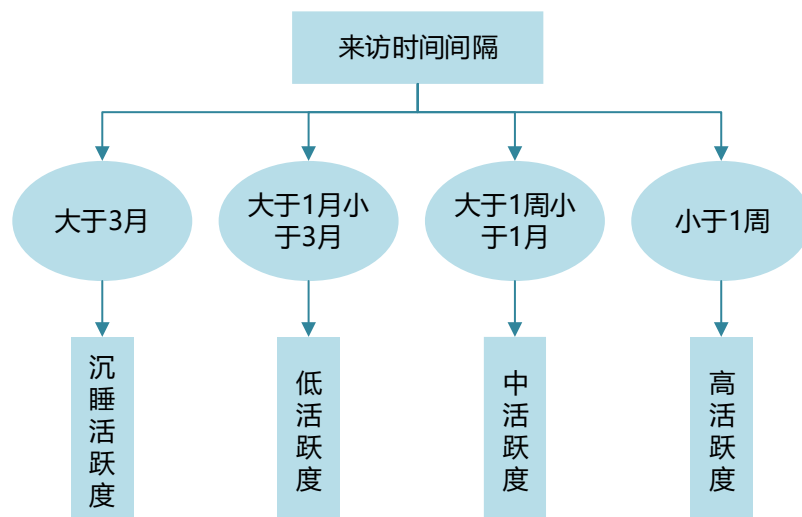 来访时间间隔
大于3月
大于1月小
于3月
大于1周小
于1月
小于1周
沉睡活跃度
低活跃度
中活跃度
高活跃度